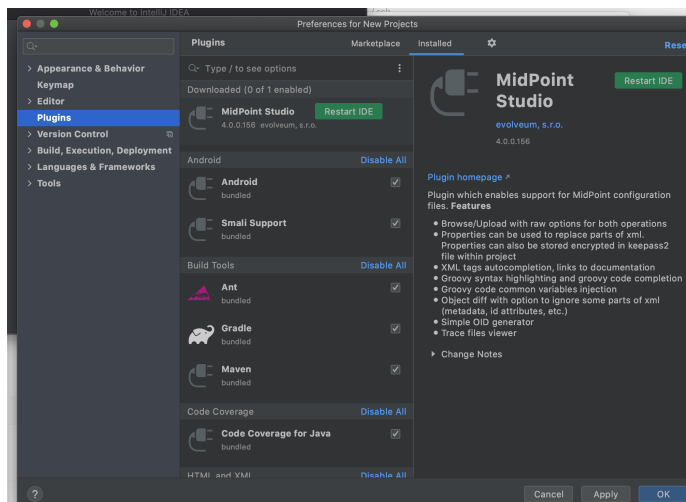 Welcome to IntelliJ IDEA
Preferences for New Projects
Appearance & Behavior
Keymap
Editor
Plugins
Version Control
Build, Execution, Deployment
Languages & Frameworks
Tools
Plugins
Marketplace
Installed
Rese
Type / to see options
Downloaded (0 of 1 enabled)
MidPoint Studio
Restart IDE
4.0.0.156 evolveum, s.r.o.
Android
Disable All
Android
bundled
Smali Support
bundled
Build Tools
Disable All
Ant
bundled
Gradle
bundled
Maven
bundled
Code Coverage
Disable All
Code Coverage for Java
bundled
HTML and XML
Disable All
MidPoint
Studio
Restart IDE
evolveum, s.r.o.
4.0.0.156
Plugin homepage ↗
Plugin which enables support for MidPoint configuration
files. Features
• Browse/Upload with raw options for both operations
• Properties can be used to replace parts of xml.
Properties can also be stored encrypted in keepass2
file within project
• XML tags autocompletion, links to documentation
• Groovy syntax highlighting and groovy code completion
• Groovy code common variables injection
• Object diff with option to ignore some parts of xml
(metadata, id attributes, etc.)
• Simple OID generator
• Trace files viewer
Change Notes
?
Cancel
Apply
OK